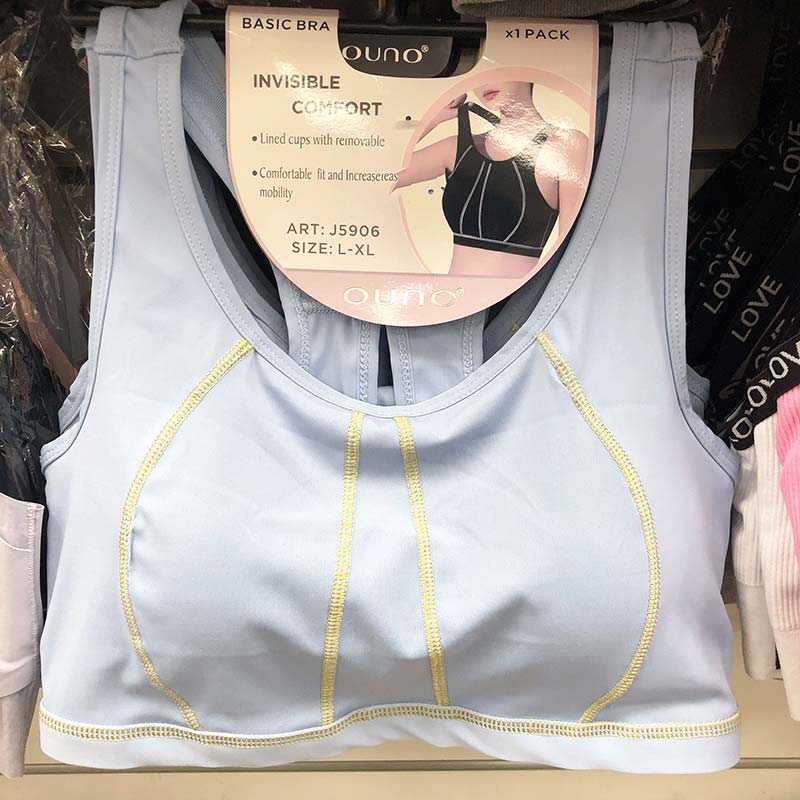 BASIC BRA
OUNO®
x1 PACK
INVISIBLE
COMFORT
•Lined cups with removable
•Comfortable fit and Increasereas
mobility
ART: J5906
SIZE: L-XL
OUNO®
LOVE
LOVE
LOVE
LOVE